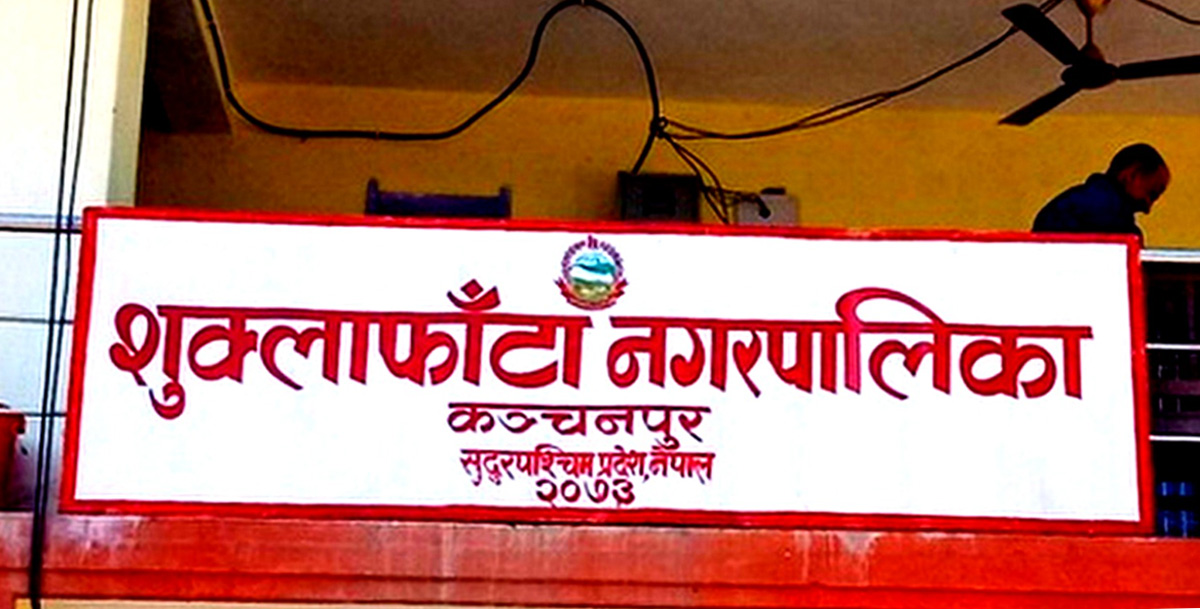 शुक्लाफाँटा नगरपालिका
कञ्चनपुर
सुदुरपश्चिम प्रदेश, नेपाल
२०७३